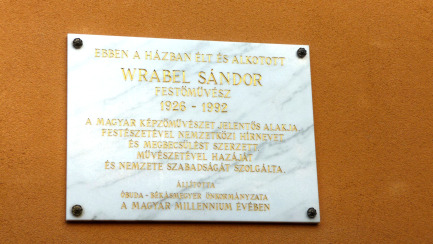 EBBEN A HÁZBAN ÉLT ÉS ALKOTOTT
WRABEL SÁNDOR
FESTŐMŰVÉSZ
1926 - 1992
A MAGYAR KÉPZŐMŰVÉSZET JELENTŐS ALAKJA
FESTÉSZETÉVEL NEMZETKÖZI HÍRNEVET
ÉS MEGBECSÜLÉST SZERZETT
MŰVÉSZETÉVEL HAZÁJÁT
ÉS NEMZETE SZABADSÁGÁT SZOLGÁLTA.
ÁLLÍTOTTA
ÓBUDA - BÉKÁSMEGYER ÖNKORMÁNYZATA
A MAGYAR MILLENNIUM ÉVÉBEN